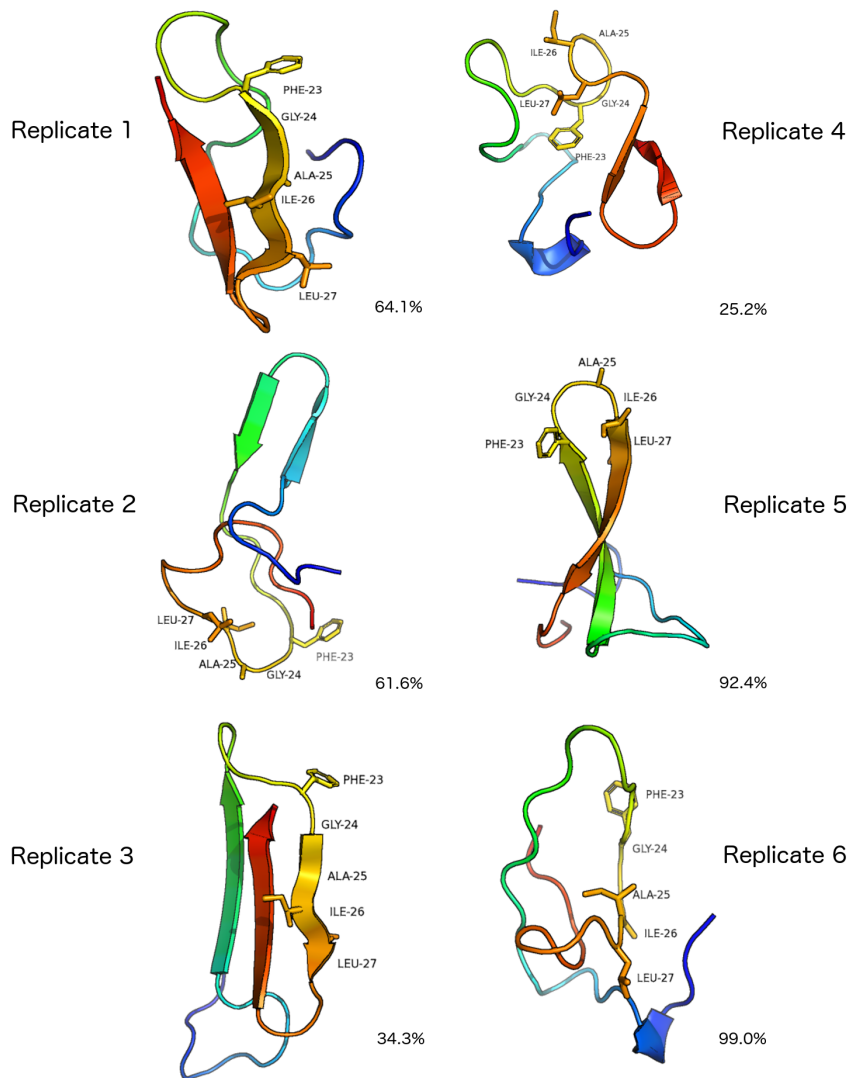 Replicate 1
PHE-23
GLY-24
ALA-25
ILE-26
LEU-27
64.1%
Replicate 4
ALA-25
ILE-26
LEU-27
GLY-24
PHE-23
25.2%
Replicate 2
LEU-27
ILE-26
ALA-25
GLY-24
PHE-23
61.6%
Replicate 5
ALA-25
GLY-24
ILE-26
PHE-23
LEU-27
92.4%
Replicate 3
PHE-23
GLY-24
ALA-25
ILE-26
LEU-27
34.3%
Replicate 6
PHE-23
GLY-24
ALA-25
ILE-26
LEU-27
99.0%